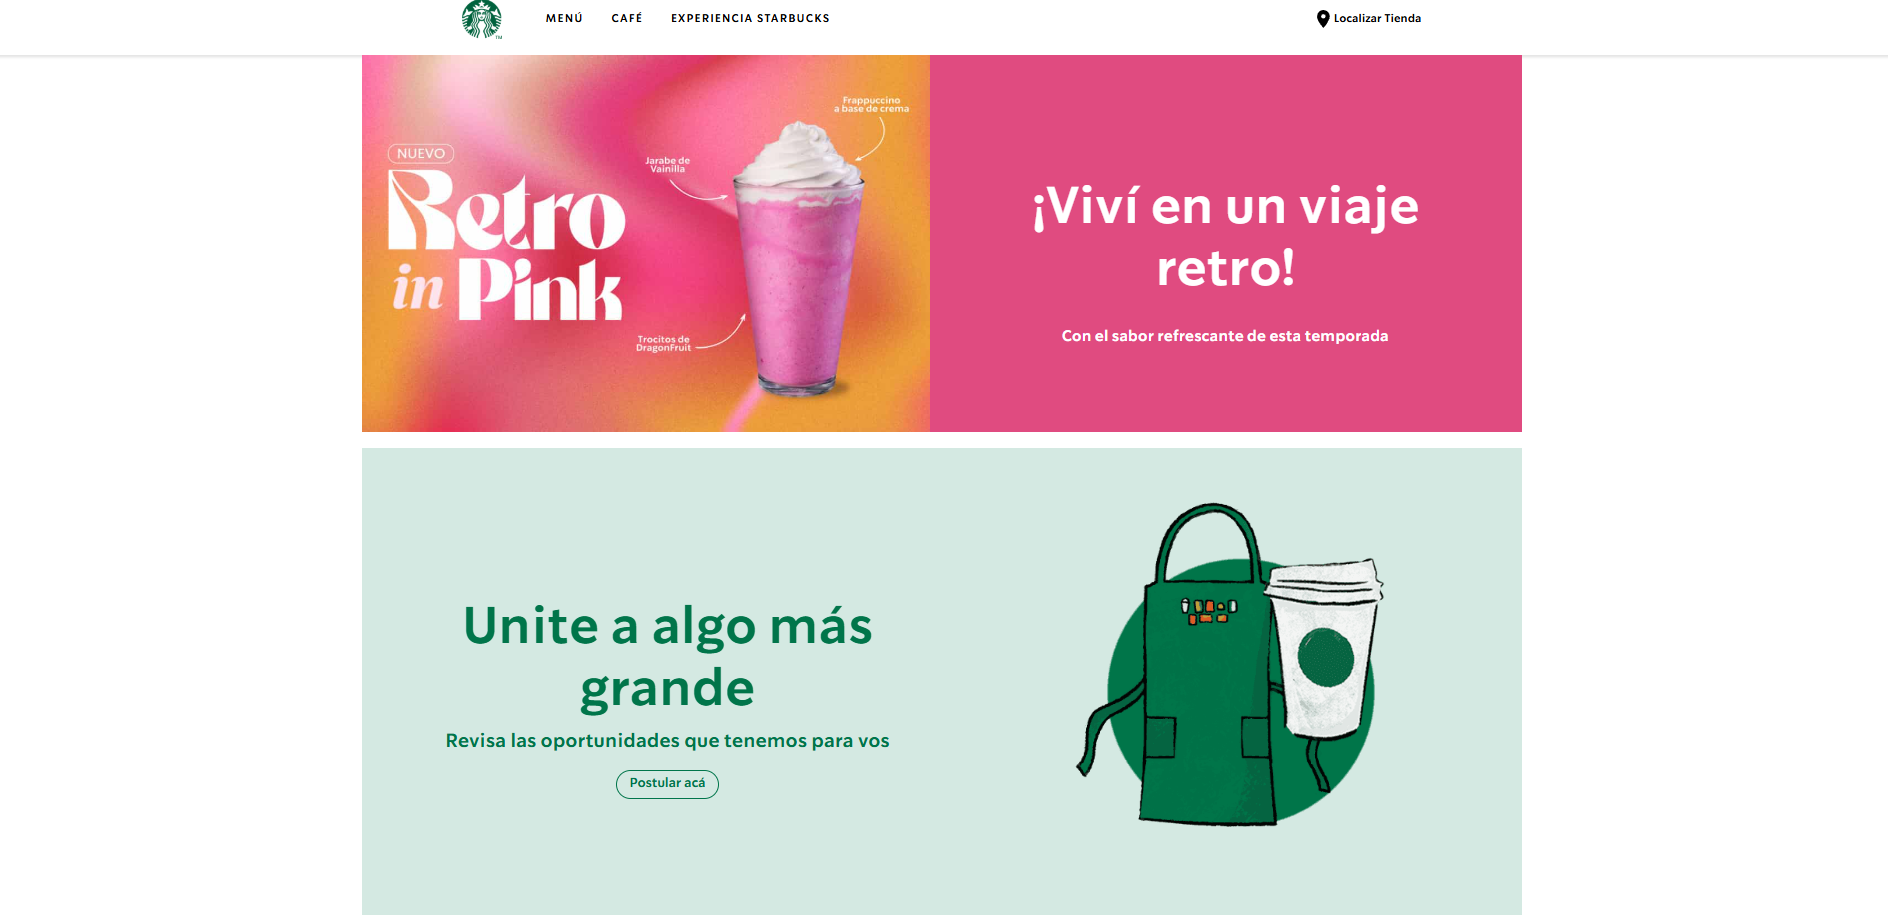 MENÚ CAFÉ EXPERIENCIA STARBUCKS Localizar Tienda
NUEVO
Retro
in Pink
Frappuccino
a base de crema
Jarabe de
Vainilla
Trocitos de
DragonFruit
¡Viví en un viaje
retro!
Con el sabor refrescante de esta temporada
Unite a algo más
grande
Revisa las oportunidades que tenemos para vos
Postular acá